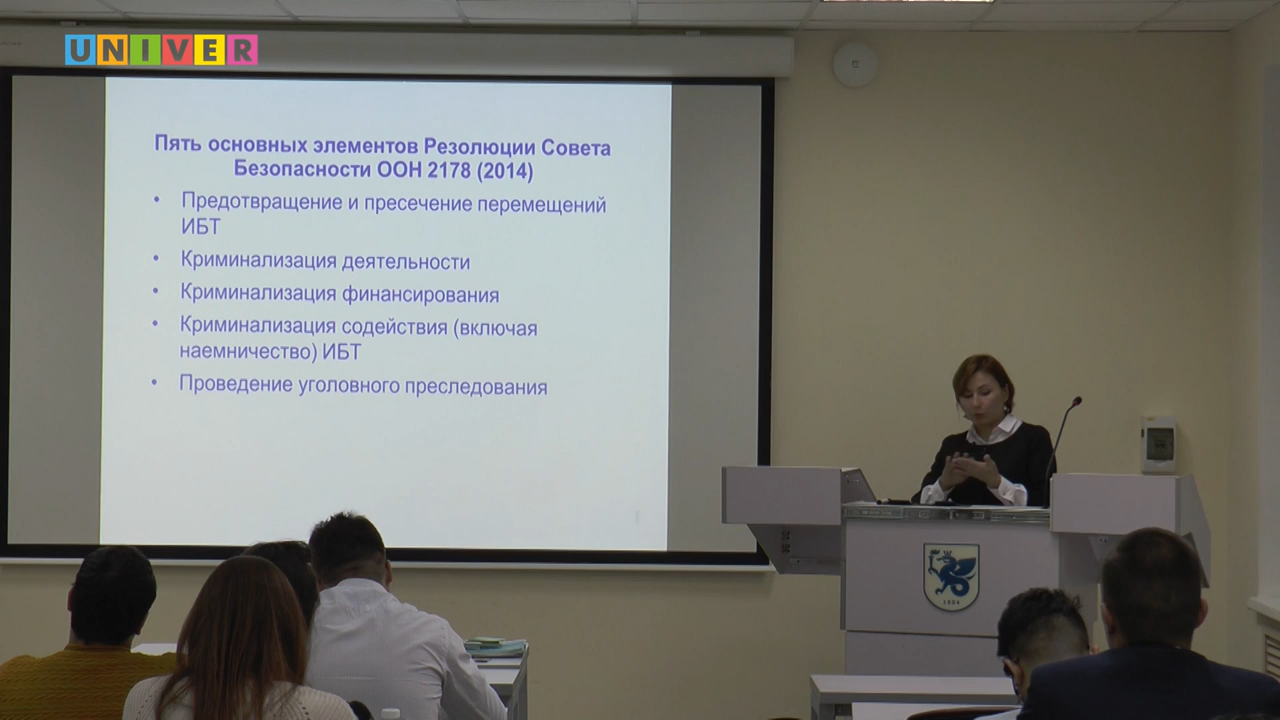 UNIVER
Пять основных элементов Резолюции Совета
Безопасности ООН 2178 (2014)
• Предотвращение и пресечение перемещений
ИБТ
• Криминализация деятельности
• Криминализация финансирования
• Криминализация содействия (включая
наемничество) ИБТ
• Проведение уголовного преследования
1804